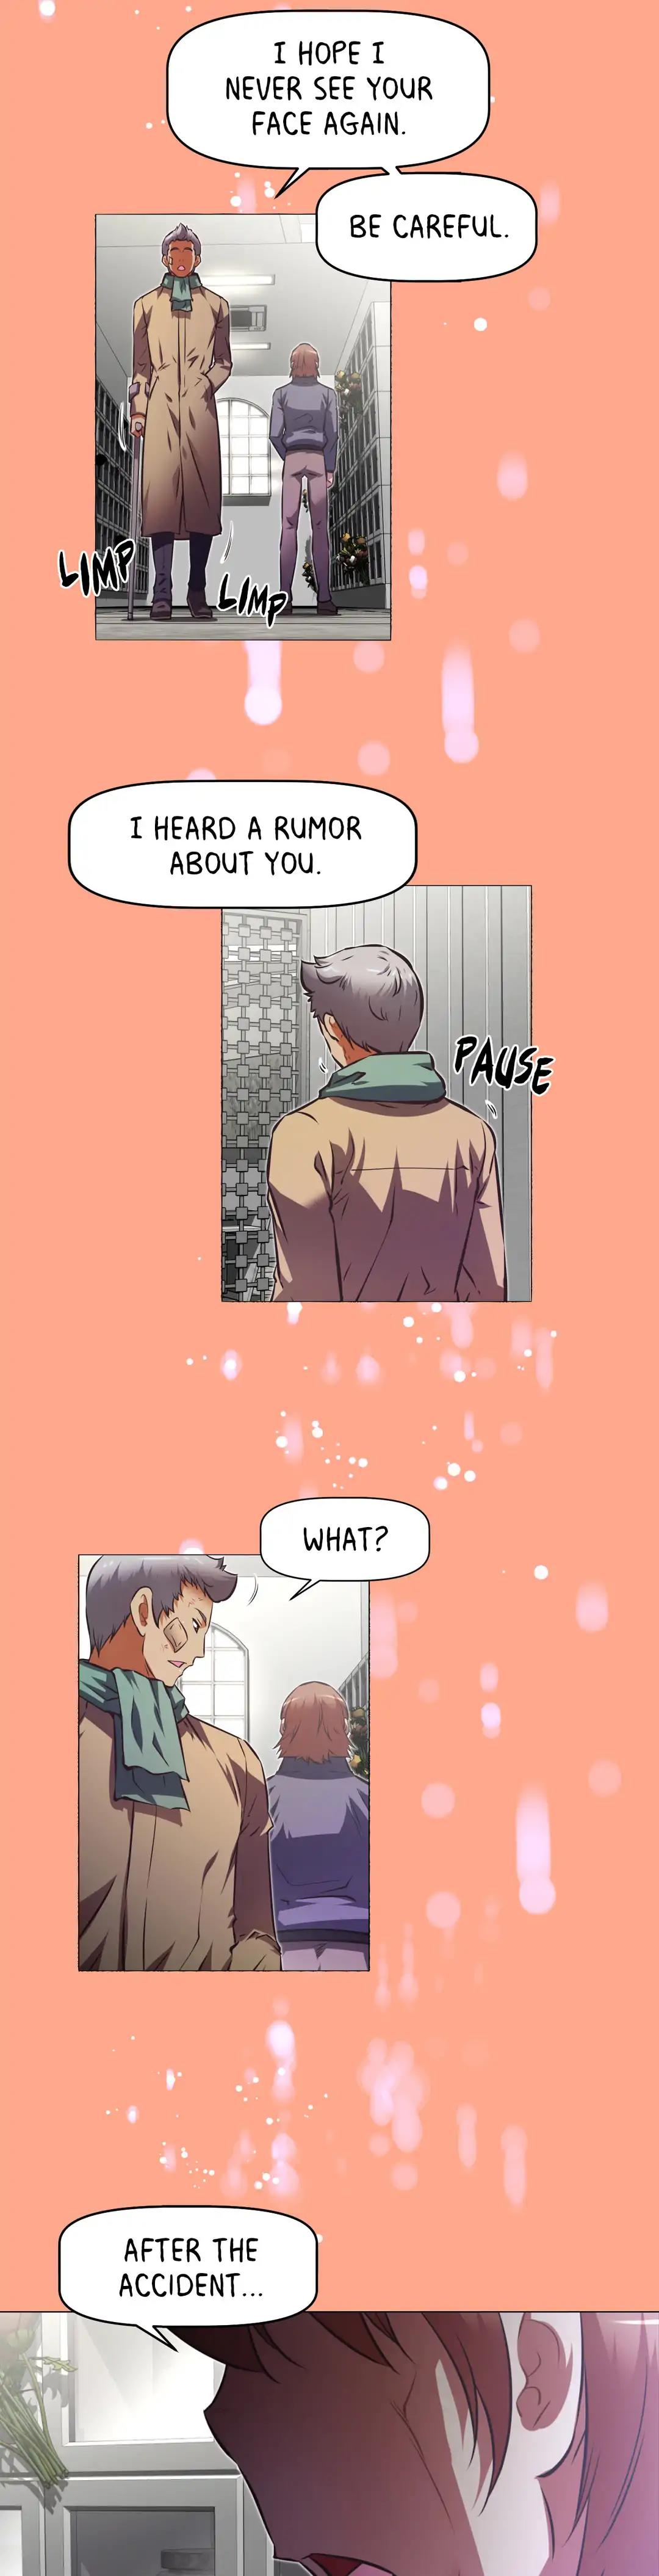 I HOPE I
NEVER SEE YOUR
FACE AGAIN.
BE CAREFUL.
LIMP
LIMP
I HEARD A RUMOR
ABOUT YOU.
PAUSE
WHAT?
AFTER THE
ACCIDENT...